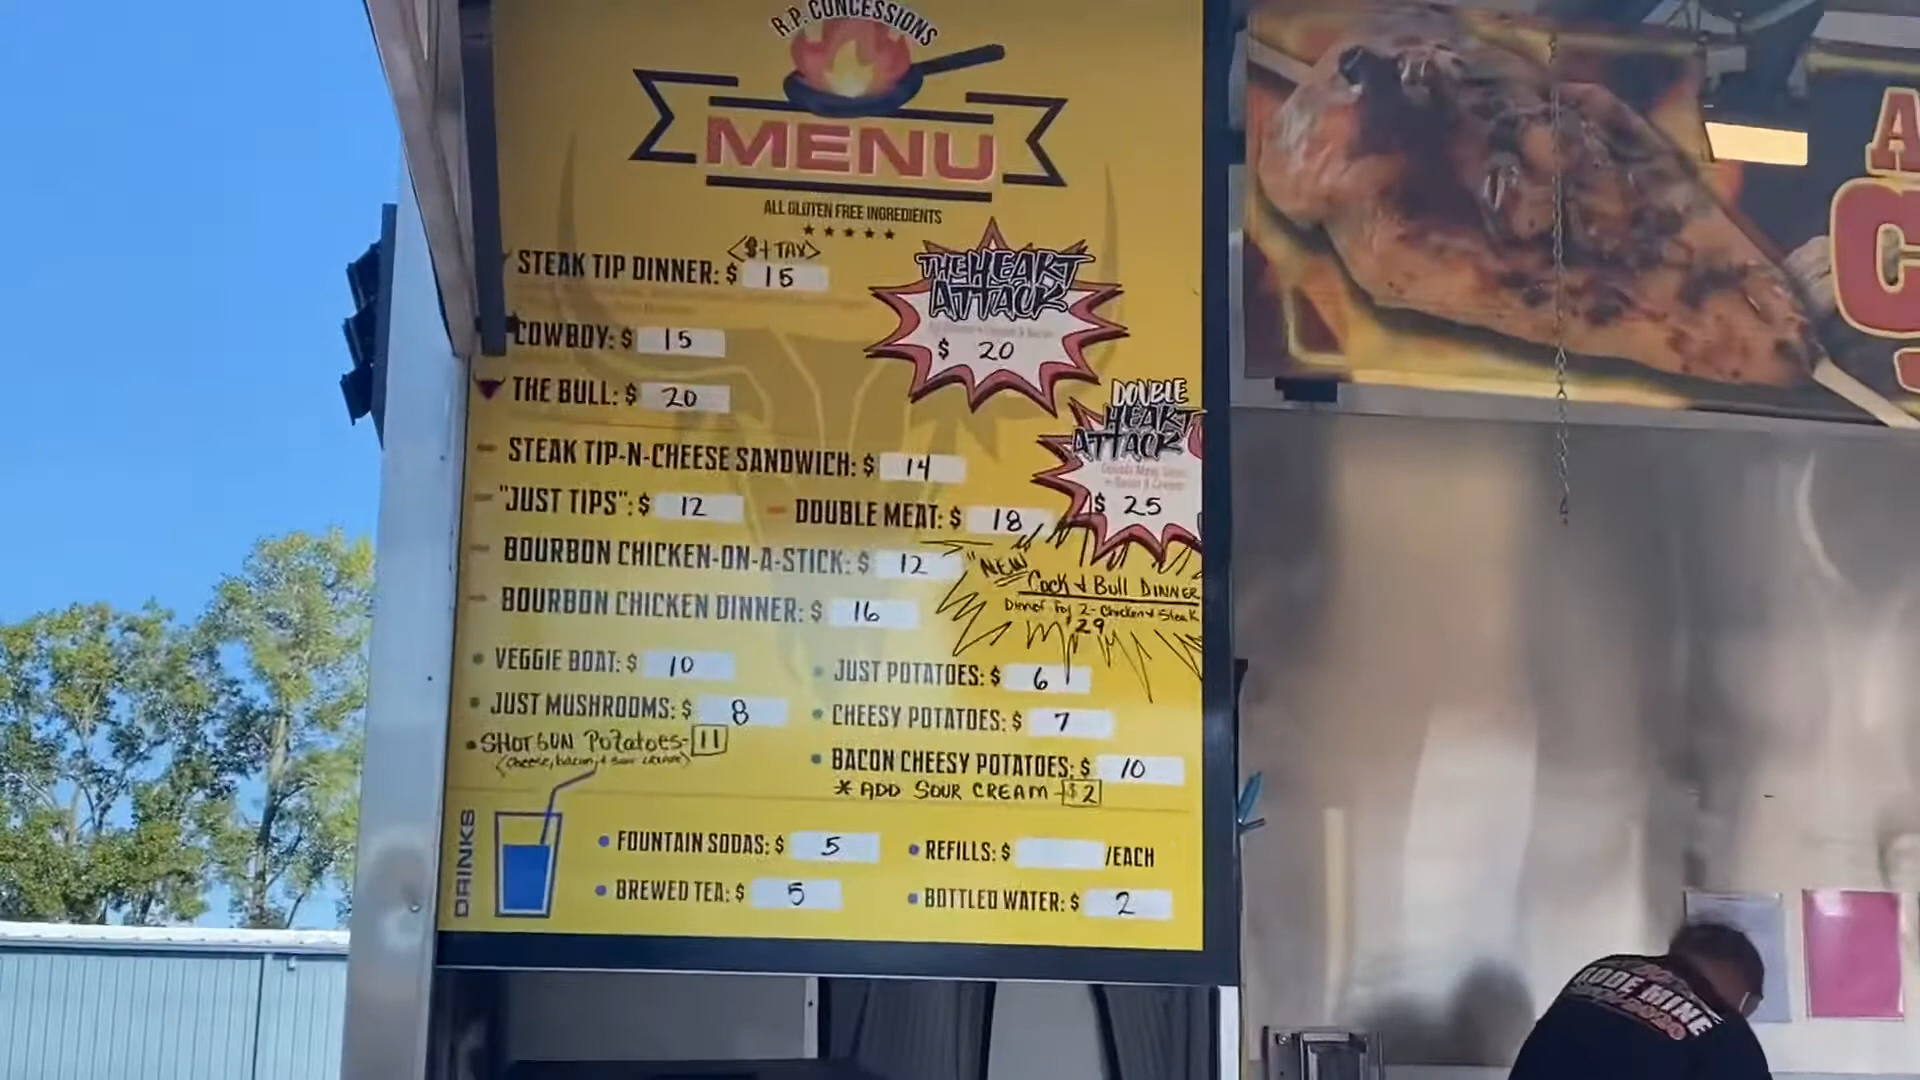 R.P. CONCESSIONS
MENU
ALL GLUTEN FREE INGREDIENTS
<$ + TAX>
STEAK TIP DINNER: $ 15
COWBOY: $ 15
THE BULL: $ 20
THE HEART
ATTACK
$ 20
DOUBLE
HEART
ATTACK
$ 25
STEAK TIP-N-CHEESE SANDWICH: $ 14
"JUST TIPS": $ 12
DOUBLE MEAT: $ 18
BOURBON CHICKEN-ON-A-STICK: $ 12
BOURBON CHICKEN DINNER: $ 16
"NEW"
Cock & Bull DINNER
Dinner For 2 - Chicken & Steak
29
VEGGIE BOAT: $ 10
JUST MUSHROOMS: $ 8
SHOTGUN Potatoes - 11
(cheese, bacon, & sour cream)
JUST POTATOES: $ 6
CHEESY POTATOES: $ 7
BACON CHEESY POTATOES: $ 10
* ADD SOUR CREAM - $2
DRINKS
FOUNTAIN SODAS: $ 5
REFILLS: $ /EACH
BREWED TEA: $ 5
BOTTLED WATER: $ 2
A
C